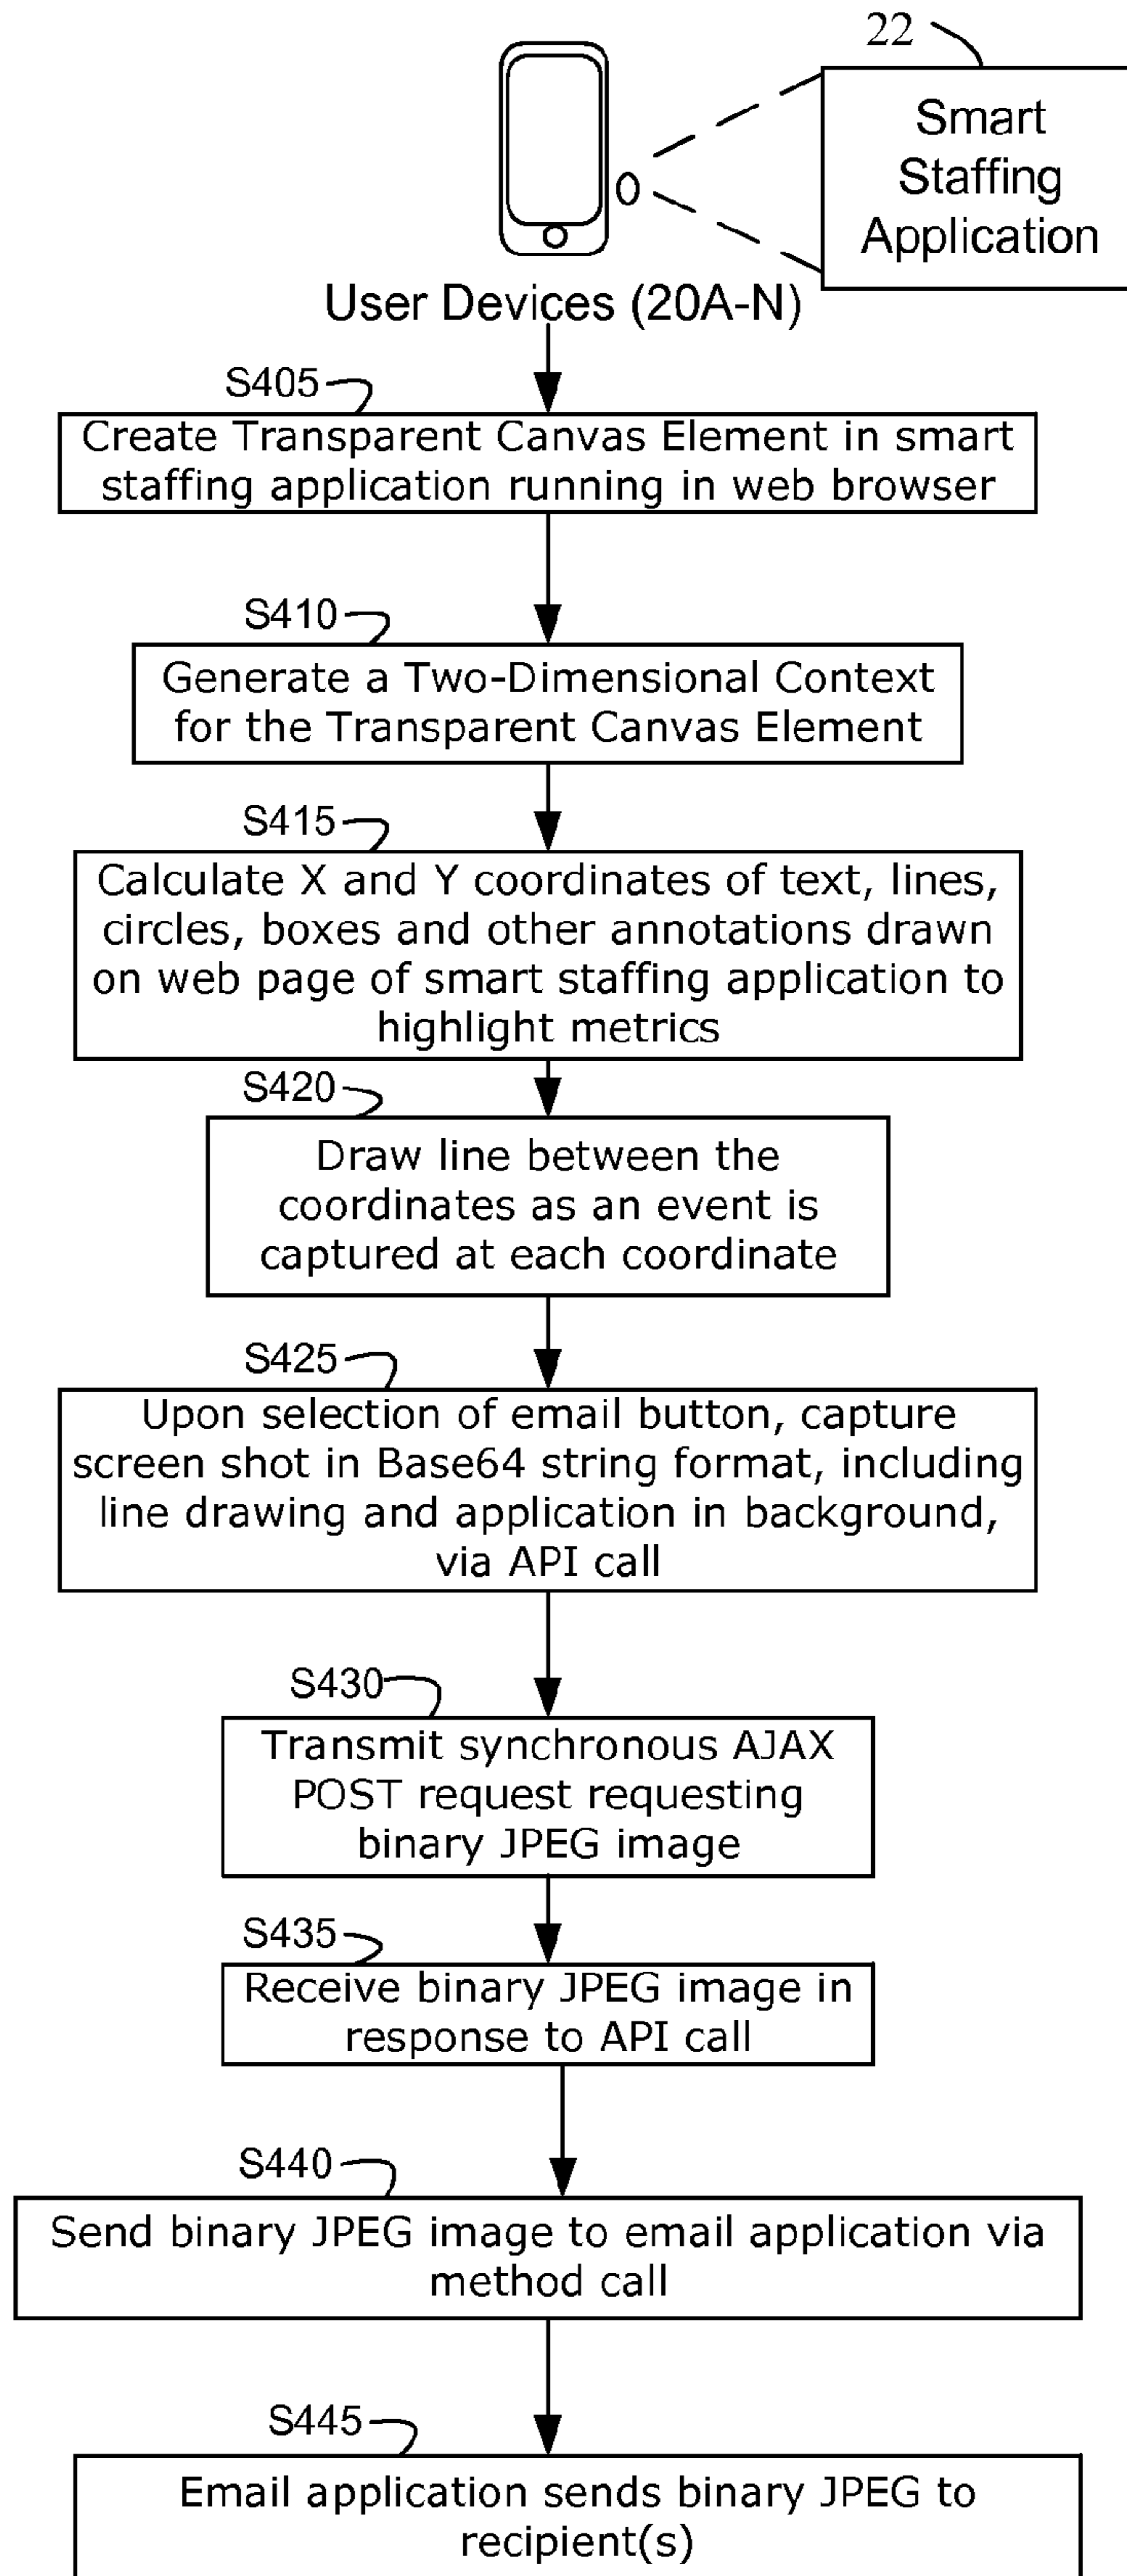 22
Smart
Staffing
Application
User Devices (20A-N)
S405
Create Transparent Canvas Element in smart
staffing application running in web browser
S410
Generate a Two-Dimensional Context
for the Transparent Canvas Element
S415
Calculate X and Y coordinates of text, lines,
circles, boxes and other annotations drawn
on web page of smart staffing application to
highlight metrics
S420
Draw line between the
coordinates as an event is
captured at each coordinate
S425
Upon selection of email button, capture
screen shot in Base64 string format, including
line drawing and application in background,
via API call
S430
Transmit synchronous AJAX
POST request requesting
binary JPEG image
S435
Receive binary JPEG image in
response to API call
S440
Send binary JPEG image to email application via
method call
S445
Email application sends binary JPEG to
recipient(s)